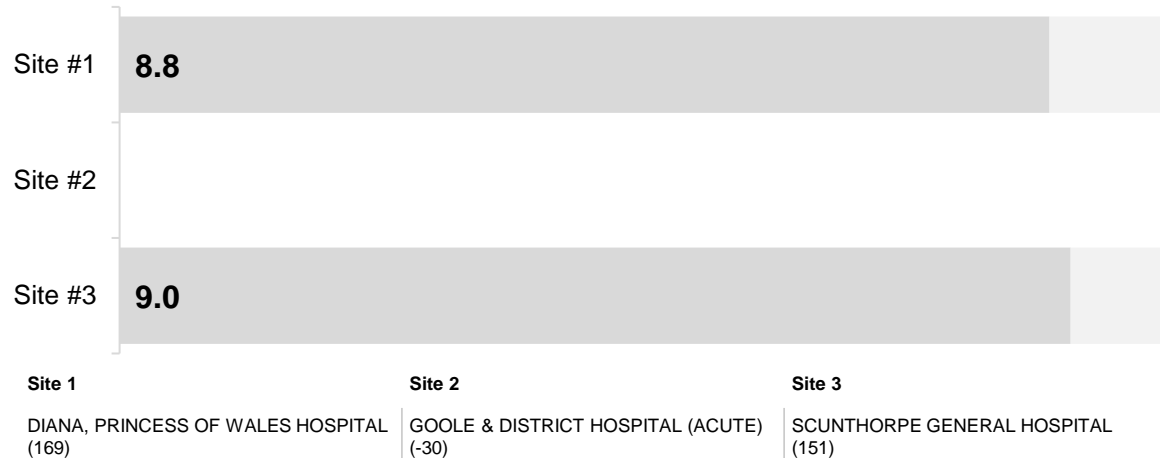 Site #1
8.8
Site #2
Site #3
9.0
Site 1
Site 2
Site 3
DIANA, PRINCESS OF WALES HOSPITAL
(169)
GOOLE & DISTRICT HOSPITAL (ACUTE)
(-30)
SCUNTHORPE GENERAL HOSPITAL
(151)